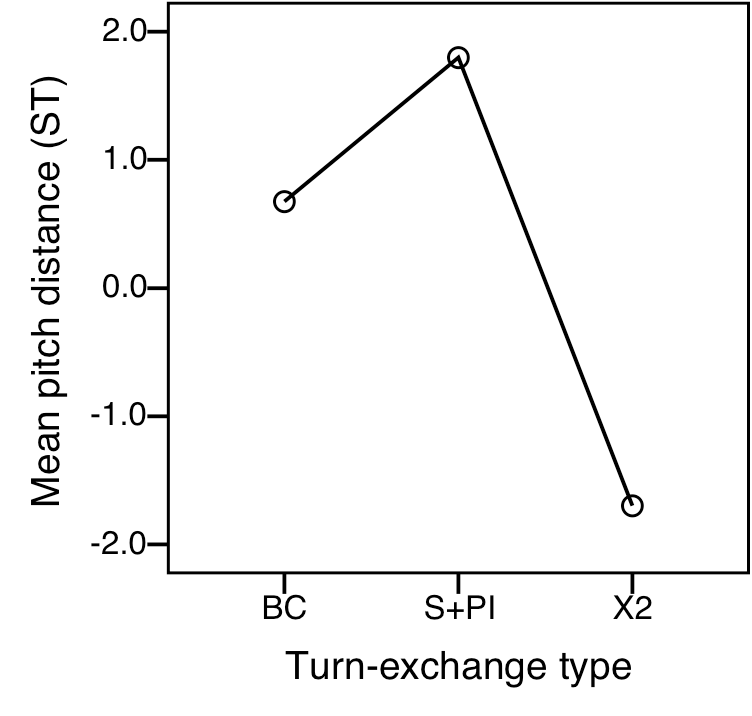 Mean pitch distance (ST)
2.0
1.0
0.0
-1.0
-2.0
BC S+PI X2
Turn-exchange type